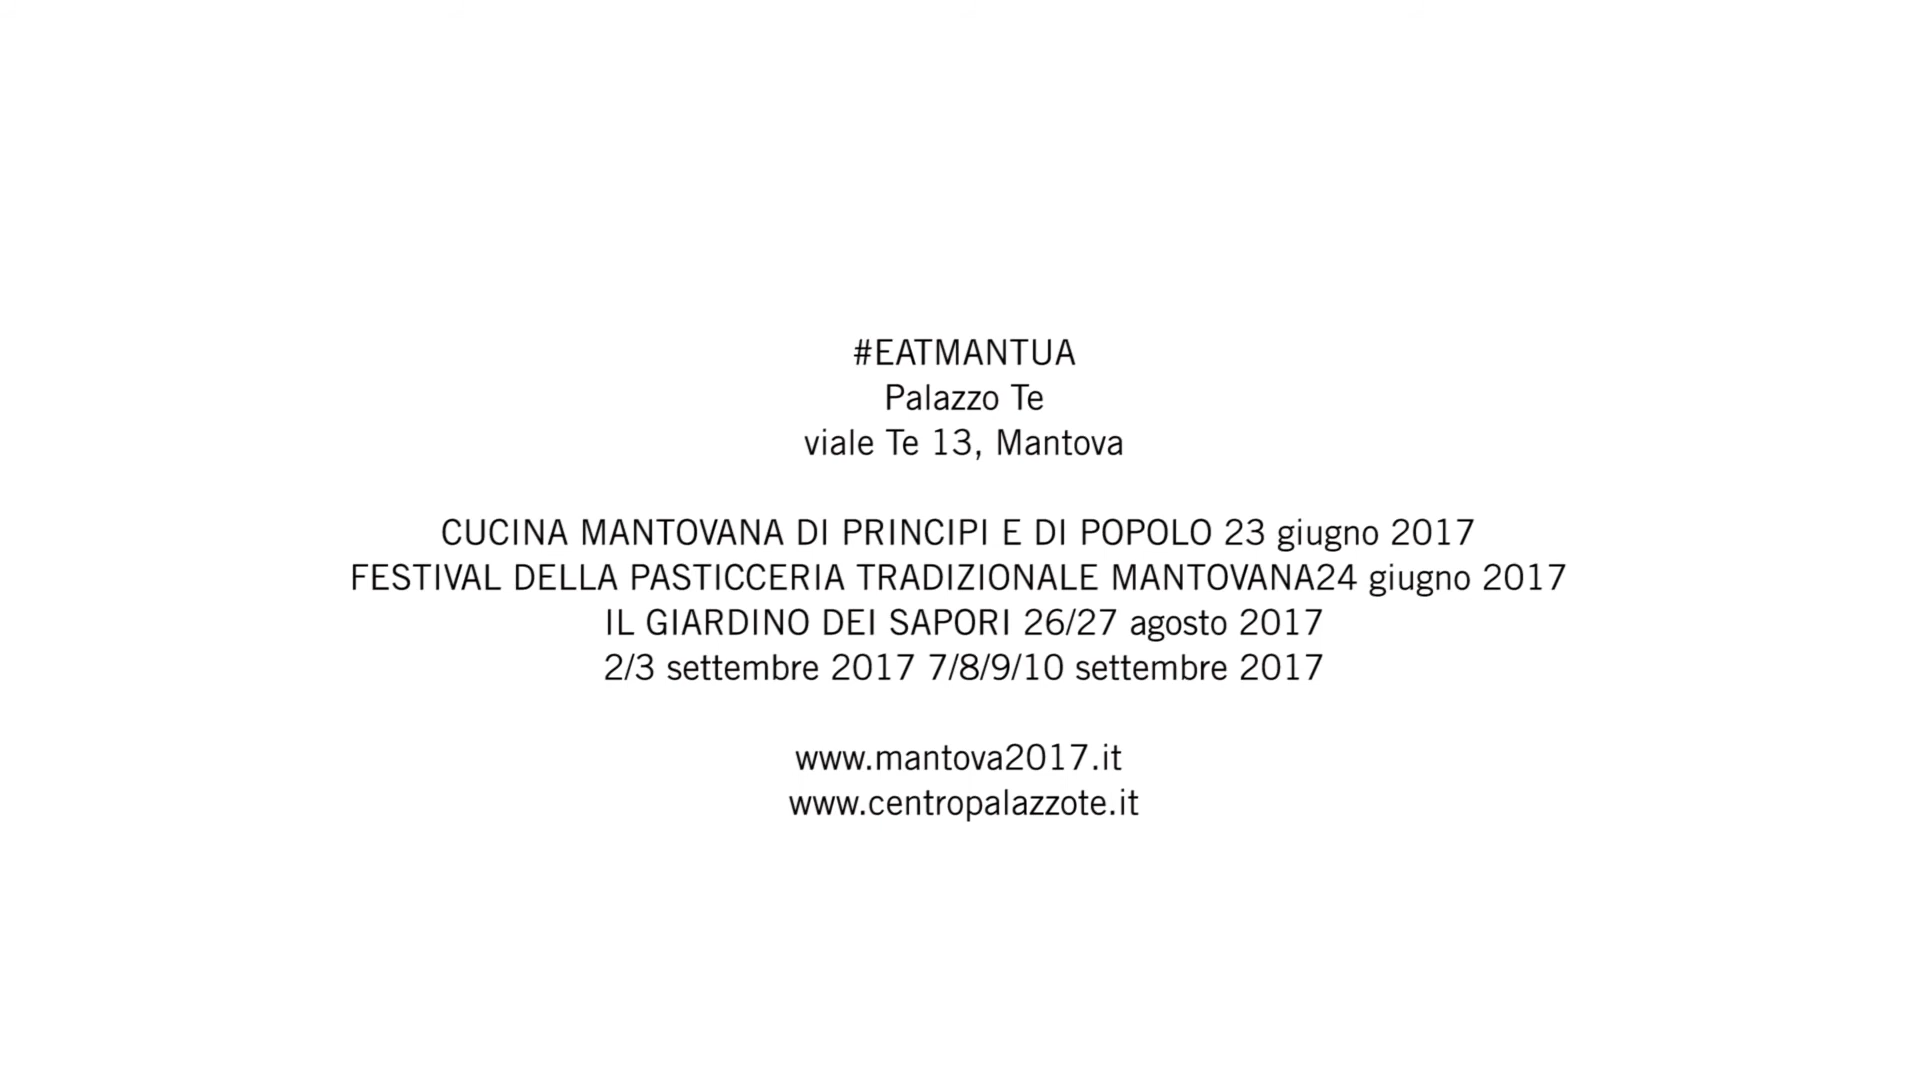 #EATMANTUA
Palazzo Te
viale Te 13, Mantova
CUCINA MANTOVANA DI PRINCIPI E DI POPOLO 23 giugno 2017
FESTIVAL DELLA PASTICCERIA TRADIZIONALE MANTOVANA24 giugno 2017
IL GIARDINO DEI SAPORI 26/27 agosto 2017
2/3 settembre 2017 7/8/9/10 settembre 2017
www.mantova2017.it
www.centropalazzote.it